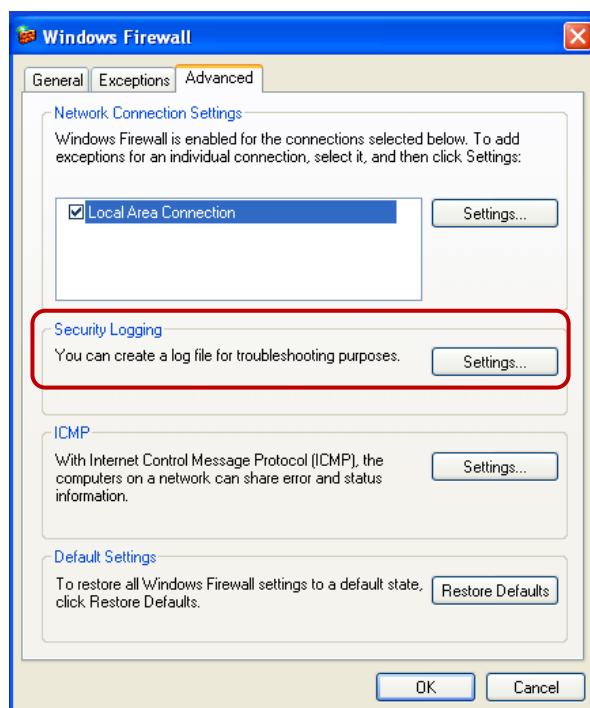 Windows Firewall
General Exceptions Advanced
Network Connection Settings
Windows Firewall is enabled for the connections selected below. To add
exceptions for an individual connection, select it, and then click Settings:
Local Area Connection
Settings...
Security Logging
You can create a log file for troubleshooting purposes.
Settings...
ICMP
With Internet Control Message Protocol (ICMP), the
computers on a network can share error and status
information.
Settings...
Default Settings
To restore all Windows Firewall settings to a default state,
click Restore Defaults.
Restore Defaults
OK Cancel